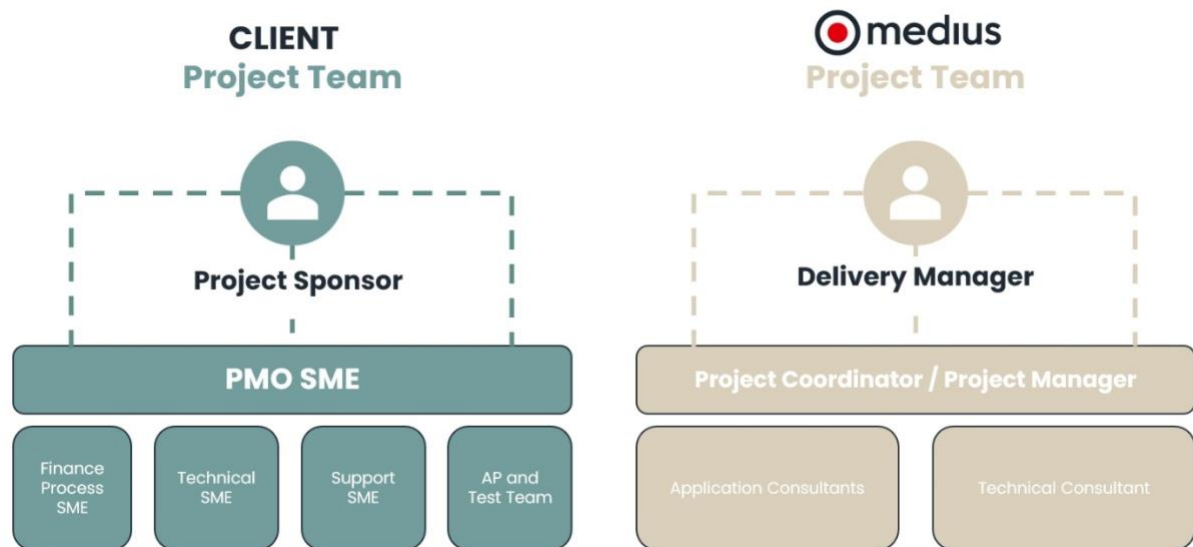 CLIENT
Project Team
Project Sponsor
PMO SME
Finance
Process
SME
Technical
SME
Support
SME
AP and
Test Team
medius
Project Team
Delivery Manager
Project Coordinator / Project Manager
Application Consultants
Technical Consultant